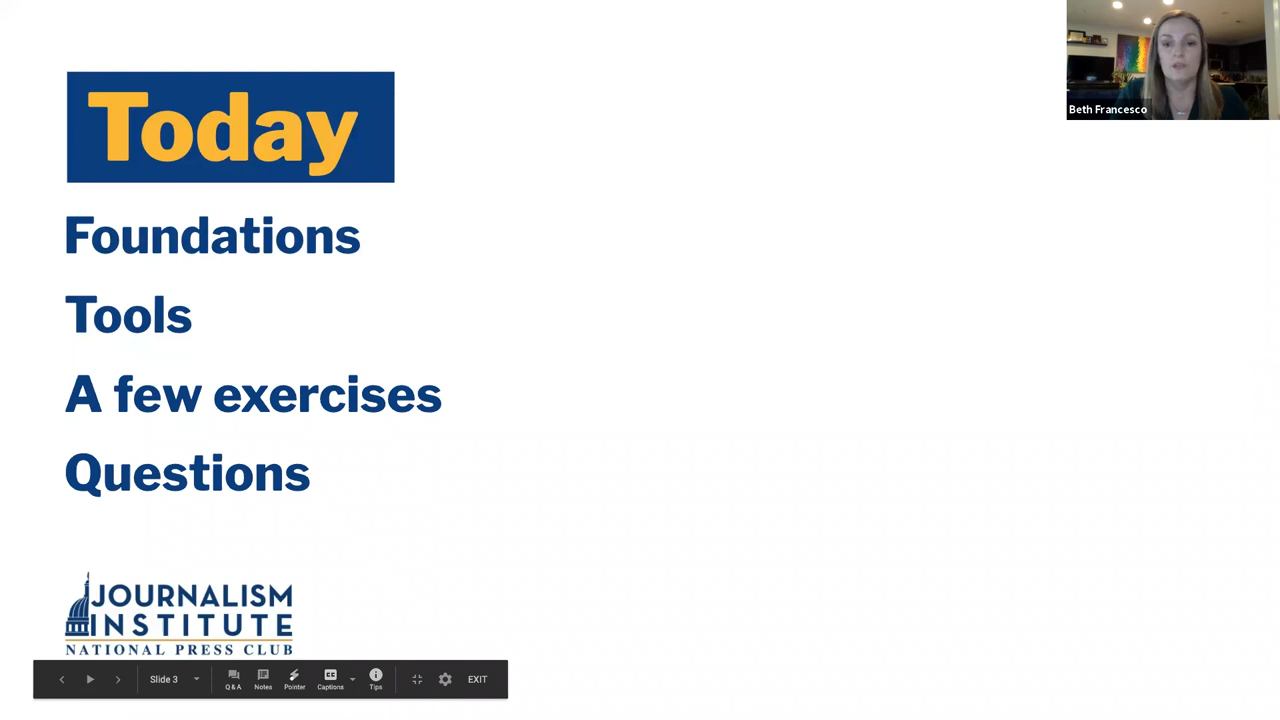 Today
Foundations
Tools
A few exercises
Questions
JOURNALISM
INSTITUTE
NATIONAL PRESS CLUB
Beth Francesco
Slide 3
Q & A
Notes
Pointer
CC
Captions
Tips
EXIT